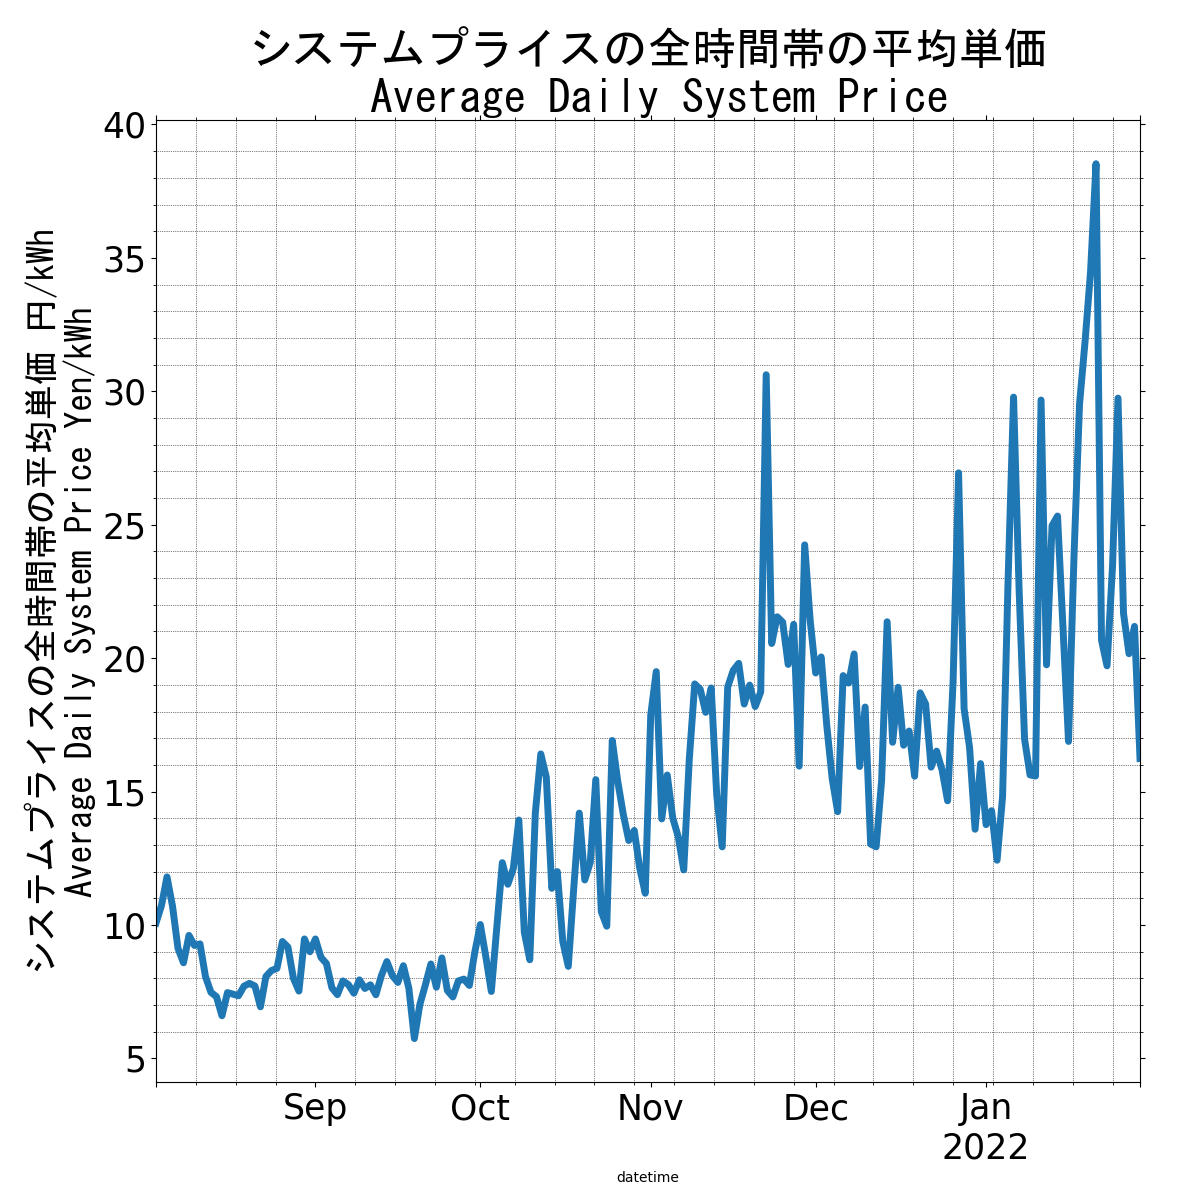 システムプライスの全時間帯の平均単価
Average Daily System Price
システムプライスの全時間帯の平均単価 円/kWh
Average Daily System Price Yen/kWh
40
35
30
25
20
15
10
5
Sep
Oct
Nov
Dec
Jan
2022
datetime